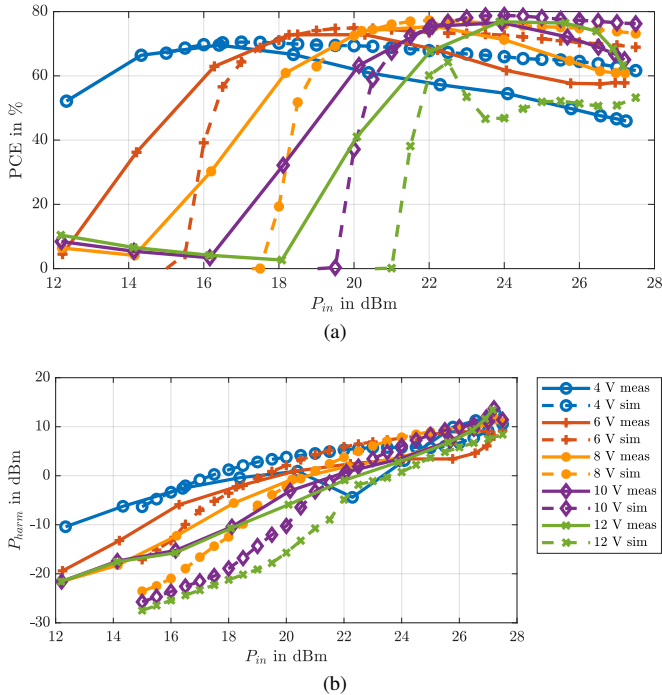 80
60
40
20
0
PCE in %
12 14 16 18 20 22 24 26 28
P_in in dBm
(a)
20
10
0
-10
-20
-30
P_harm in dBm
12 14 16 18 20 22 24 26 28
P_in in dBm
4 V meas
4 V sim
6 V meas
6 V sim
8 V meas
8 V sim
10 V meas
10 V sim
12 V meas
12 V sim
(b)